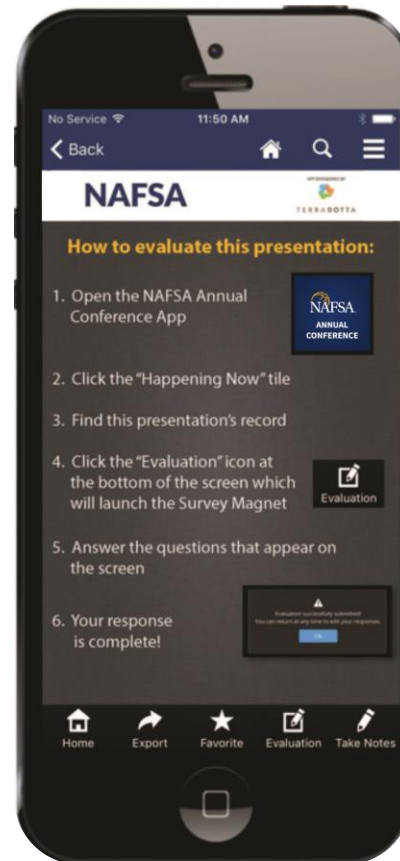 No Service 11:50 AM
Back
NAFSA
APP SPONSORED BY
TERRADOTTA
How to evaluate this presentation:
1. Open the NAFSA Annual
Conference App
NAFSA
ANNUAL
CONFERENCE
2. Click the "Happening Now" tile
3. Find this presentation's record
4. Click the "Evaluation" icon at
the bottom of the screen which
will launch the Survey Magnet
Evaluation
5. Answer the questions that appear on
the screen
6. Your response
is complete!
Evaluation successfully submitted!
You can return at any time to edit your responses.
Ok
Home Export Favorite Evaluation Take Notes